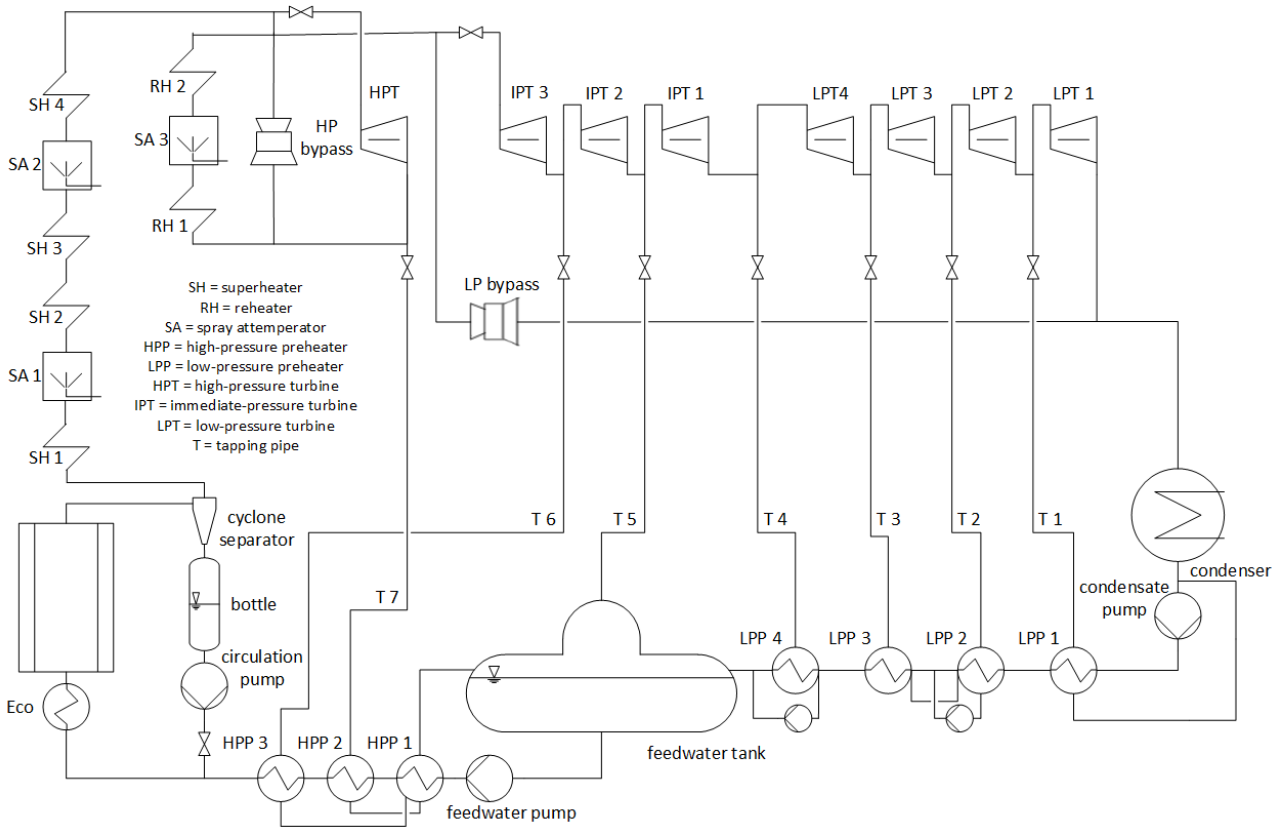 HPT
IPT 3
IPT 2
IPT 1
LPT4
LPT 3
LPT 2
LPT 1
RH 2
SH 4
HP
bypass
SA 3
SA 2
RH 1
SH 3
LP bypass
SH = superheater
RH = reheater
SA = spray attemperator
HPP = high-pressure preheater
LPP = low-pressure preheater
HPT = high-pressure turbine
IPT = immediate-pressure turbine
LPT = low-pressure turbine
T = tapping pipe
SH 2
SA 1
SH 1
cyclone
separator
T 6
T 5
T 4
T 3
T 2
T 1
condenser
condensate
pump
bottle
T 7
circulation
pump
LPP 4
LPP 3
LPP 2
LPP 1
Eco
HPP 3
HPP 2
HPP 1
feedwater tank
feedwater pump